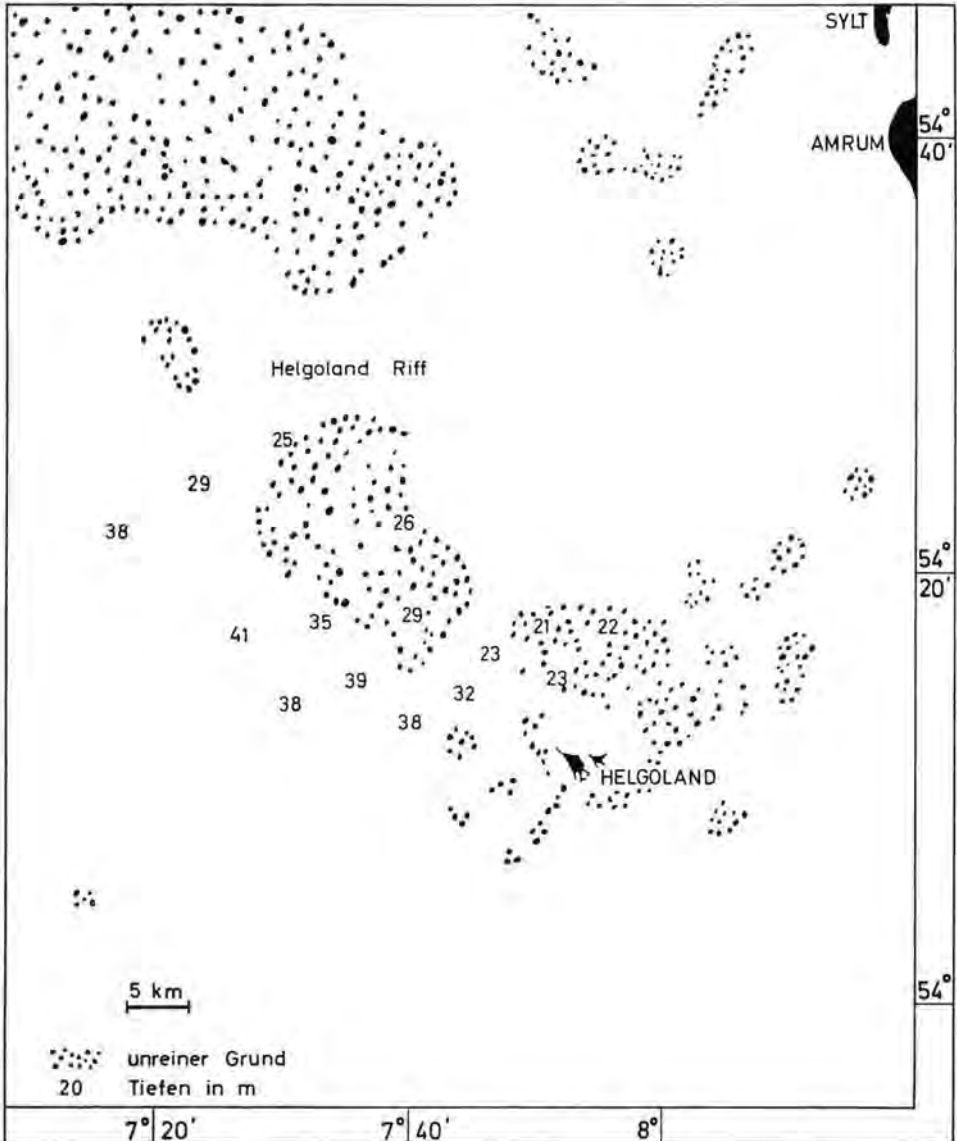 SYLT
54°
AMRUM
40'
Helgoland Riff
25
29
26
38
54°
20'
29
35
21
22
41
23
23
39
32
38
38
HELGOLAND
5 km
54°
unreiner Grund
20 Tiefen in m
7° 20' 7° 40' 8°